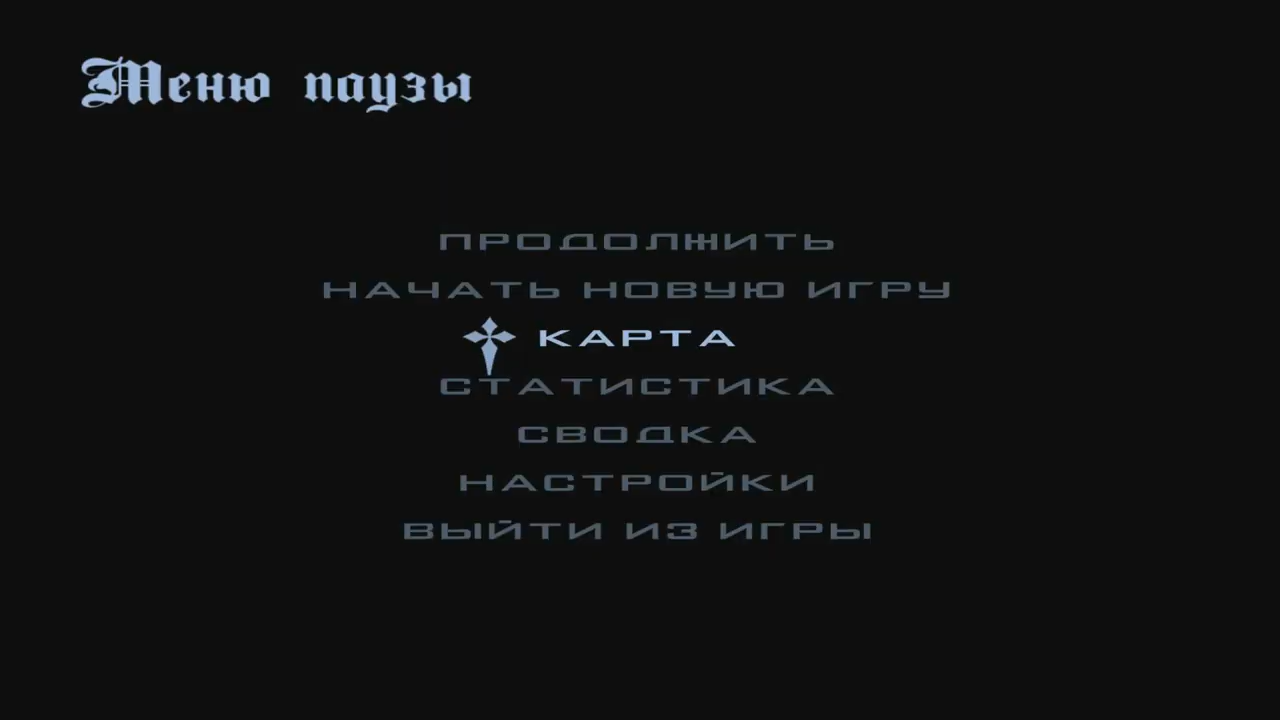 Меню паузы
ПРОДОЛЖИТЬ
НАЧАТЬ НОВУЮ ИГРУ
КАРТА
СТАТИСТИКА
СВОДКА
НАСТРОЙКИ
ВЫЙТИ ИЗ ИГРЫ